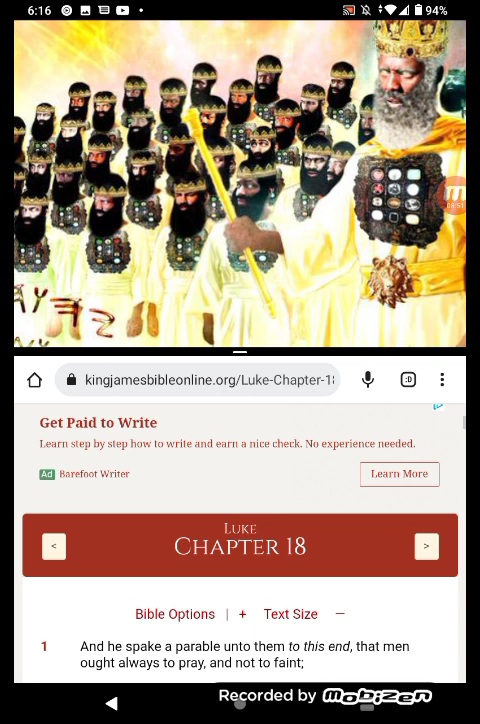 6:16
94%
08:51
kingjamesbibleonline.org/Luke-Chapter-1
:D
Get Paid to Write
Learn step by step how to write and earn a nice check. No experience needed.
Ad Barefoot Writer
Learn More
Luke
< Chapter 18 >
Bible Options | + Text Size —
1 And he spake a parable unto them to this end, that men
ought always to pray, and not to faint;
Recorded by Mobizen